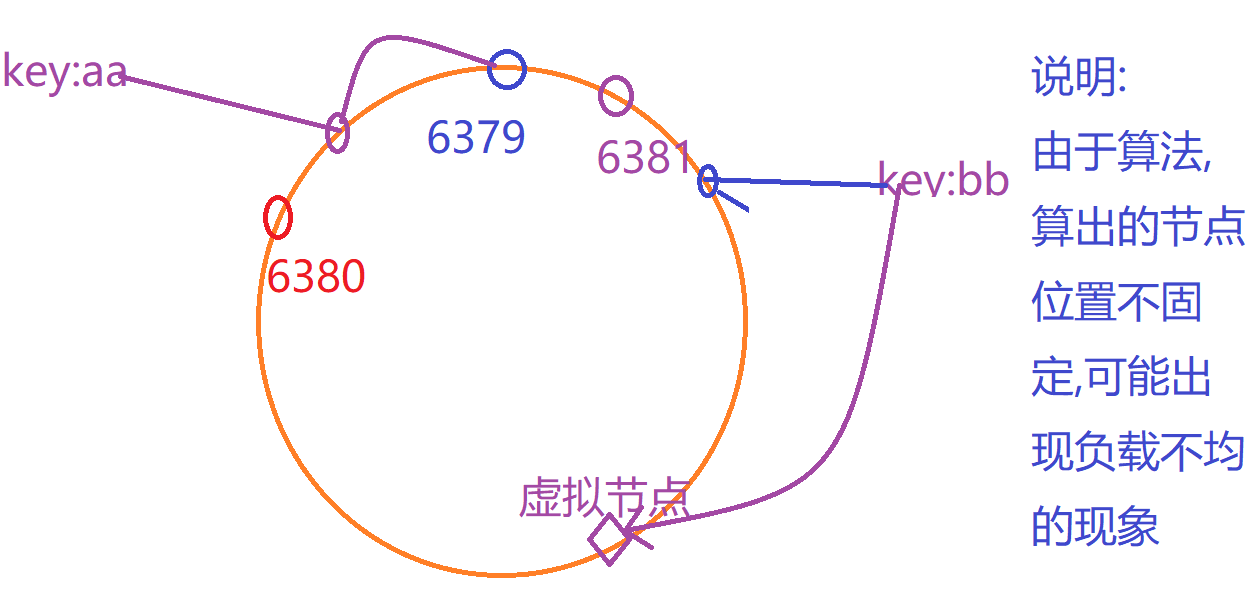 key:aa
6379
6381
key:bb
6380
虚拟节点
说明:
由于算法,
算出的节点
位置不固
定,可能出
现负载不均
的现象